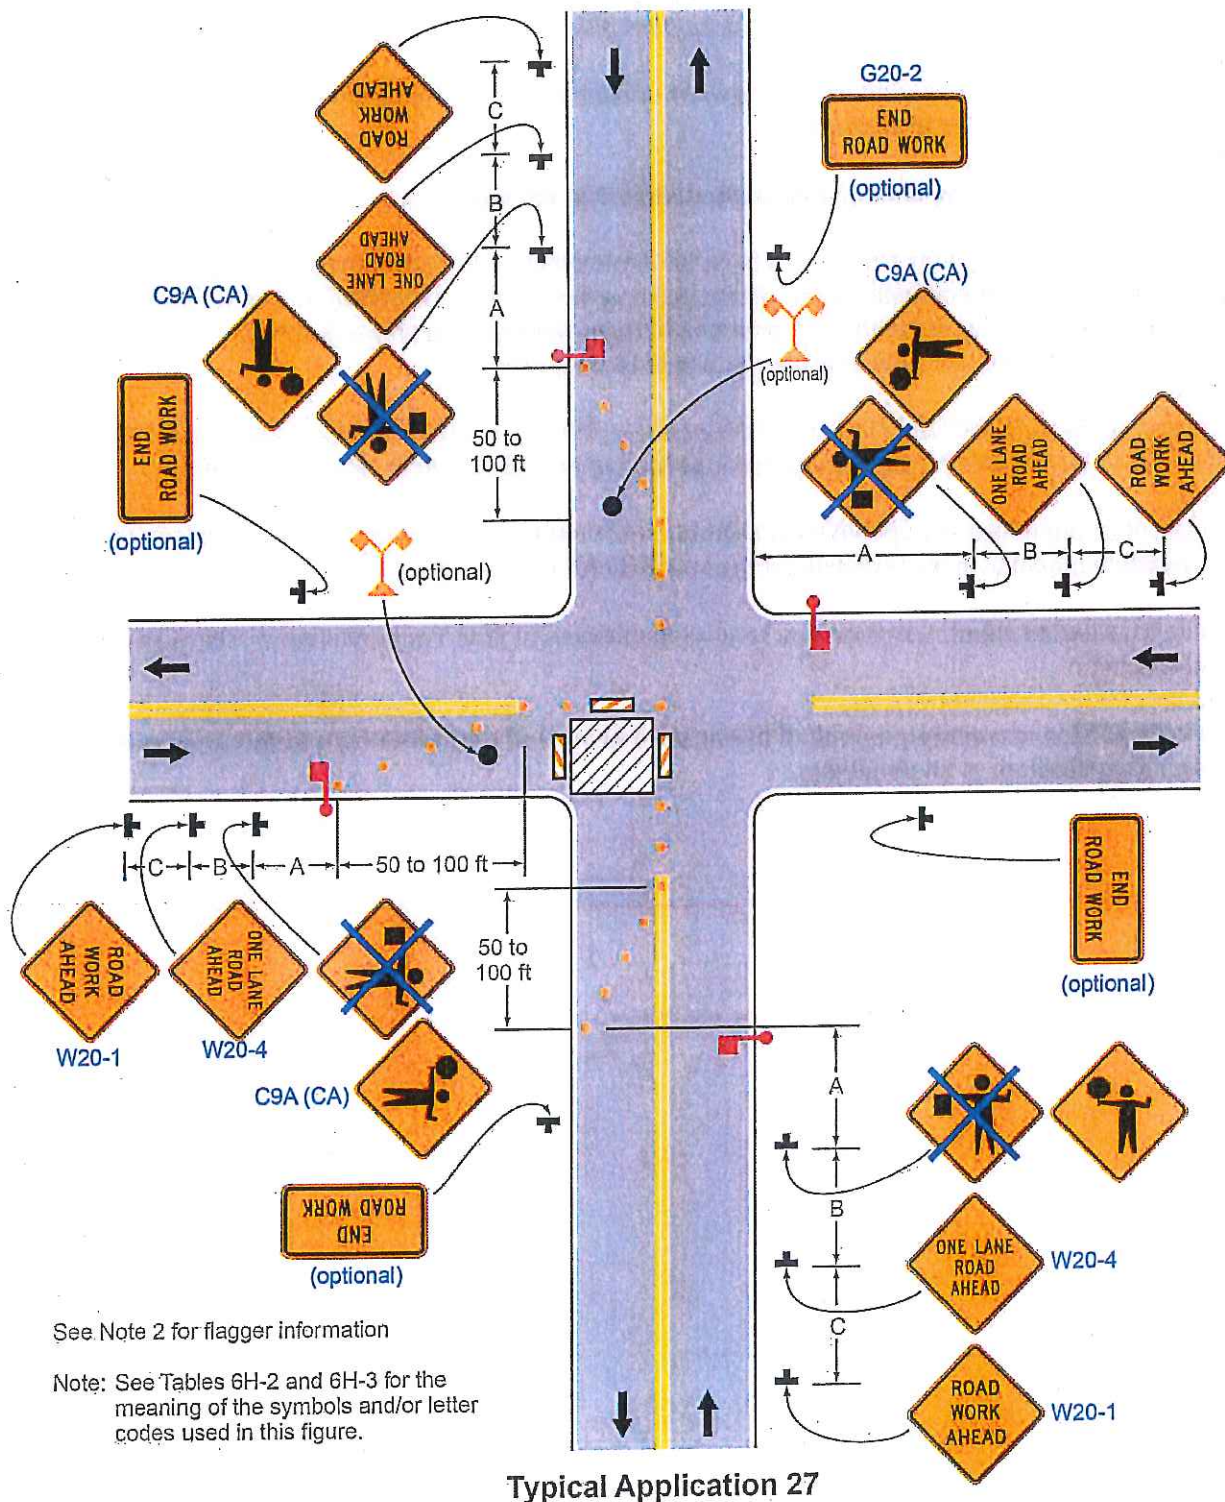 ROAD
WORK
AHEAD
C
G20-2
END
ROAD WORK
(optional)
B
ONE LANE
ROAD
AHEAD
C9A (CA)
A
C9A (CA)
(optional)
END
ROAD WORK
(optional)
50 to
100 ft
ONE LANE
ROAD
AHEAD
ROAD
WORK
AHEAD
(optional)
A
B
C
C
B
A
50 to 100 ft
END
ROAD WORK
(optional)
ROAD
WORK
AHEAD
W20-1
ONE LANE
ROAD
AHEAD
W20-4
50 to
100 ft
C9A (CA)
A
B
END
ROAD WORK
(optional)
ONE LANE
ROAD
AHEAD
W20-4
C
ROAD
WORK
AHEAD
W20-1
See Note 2 for flagger information
Note: See Tables 6H-2 and 6H-3 for the
meaning of the symbols and/or letter
codes used in this figure.
Typical Application 27